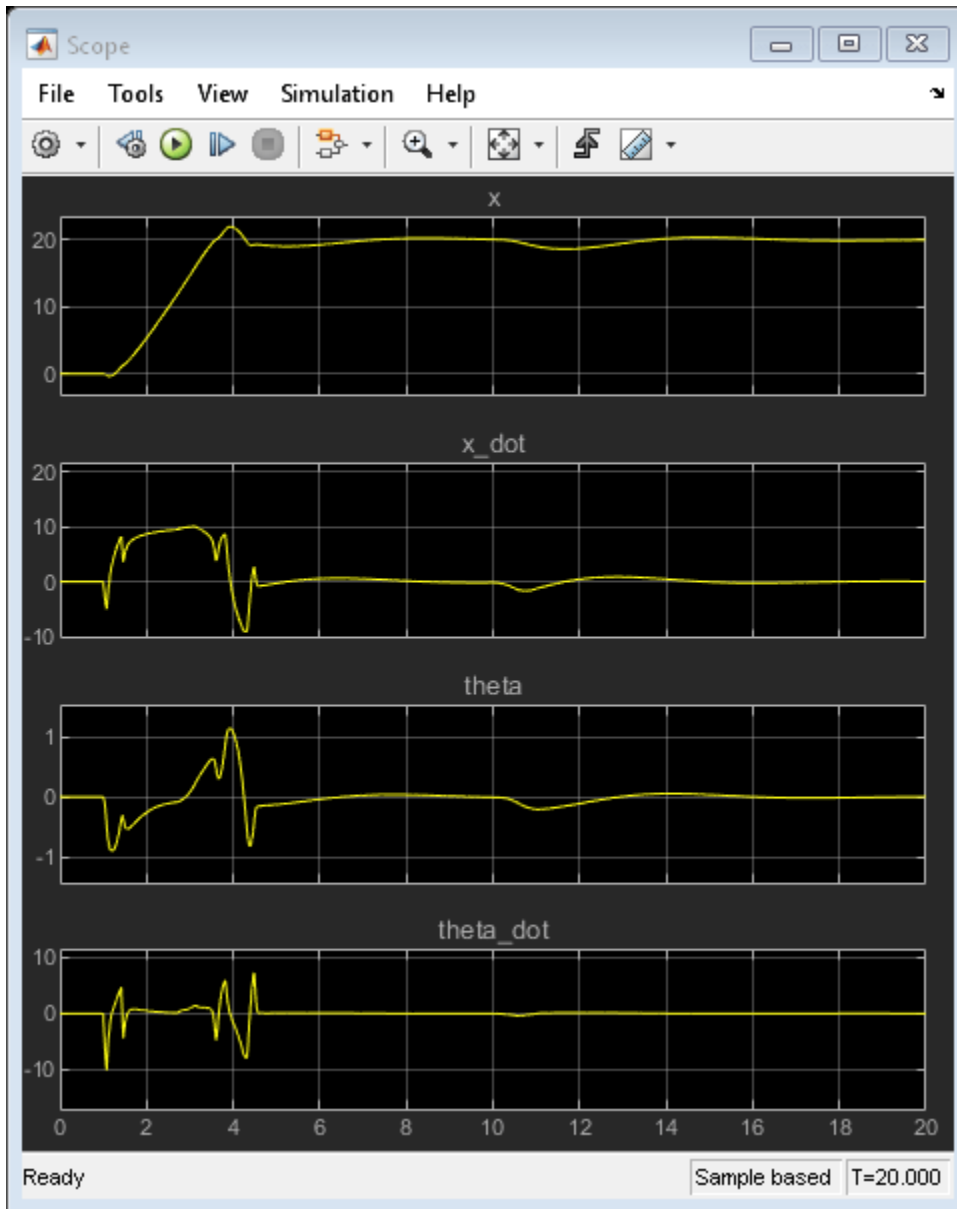 Scope
File Tools View Simulation Help
x
20
10
0
x_dot
20
10
0
-10
theta
1
0
-1
theta_dot
10
0
-10
0 2 4 6 8 10 12 14 16 18 20
Ready Sample based T=20.000